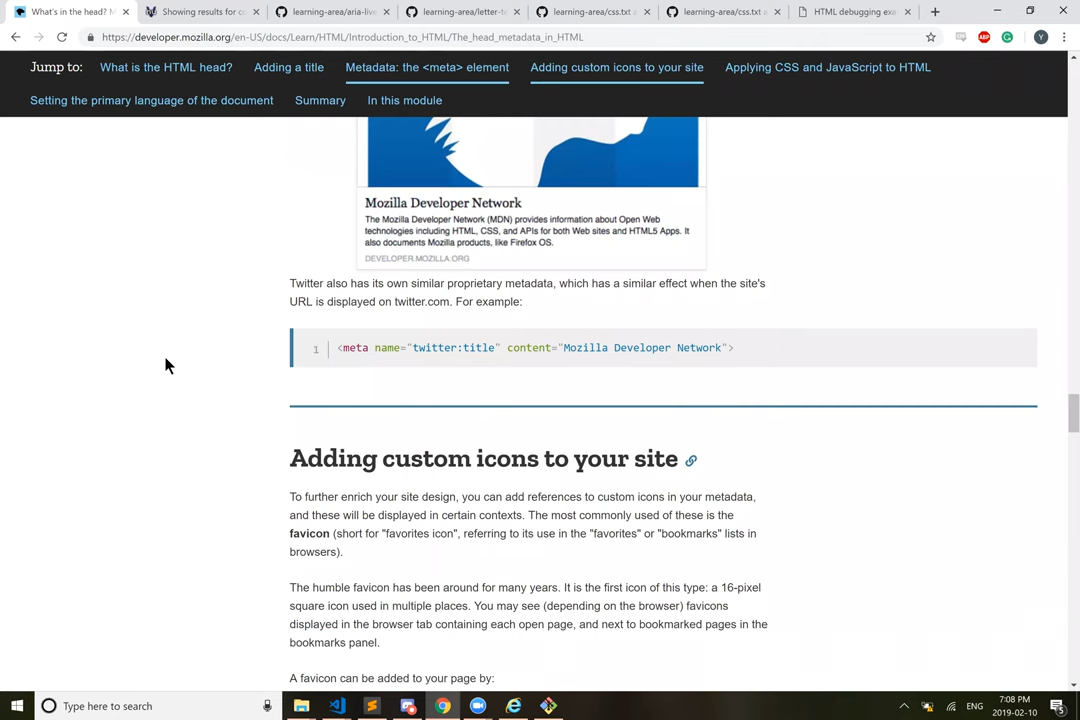 What's in the head? M
Showing results for co
learning-area/aria-live
learning-area/letter-te
learning-area/css.txt a
learning-area/css.txt a
HTML debugging exa
https://developer.mozilla.org/en-US/docs/Learn/HTML/Introduction_to_HTML/The_head_metadata_in_HTML
ABP
Y
Jump to: What is the HTML head? Adding a title Metadata: the <meta> element Adding custom icons to your site Applying CSS and JavaScript to HTML
Setting the primary language of the document Summary In this module
Mozilla Developer Network
The Mozilla Developer Network (MDN) provides information about Open Web
technologies including HTML, CSS, and APIs for both Web sites and HTML5 Apps. It
also documents Mozilla products, like Firefox OS.
DEVELOPER.MOZILLA.ORG
Twitter also has its own similar proprietary metadata, which has a similar effect when the site's
URL is displayed on twitter.com. For example:
1 <meta name="twitter:title" content="Mozilla Developer Network">
Adding custom icons to your site
To further enrich your site design, you can add references to custom icons in your metadata,
and these will be displayed in certain contexts. The most commonly used of these is the
favicon (short for "favorites icon", referring to its use in the "favorites" or "bookmarks" lists in
browsers).
The humble favicon has been around for many years. It is the first icon of this type: a 16-pixel
square icon used in multiple places. You may see (depending on the browser) favicons
displayed in the browser tab containing each open page, and next to bookmarked pages in the
bookmarks panel.
A favicon can be added to your page by:
Type here to search
ENG
7:08 PM
2019-02-10
5